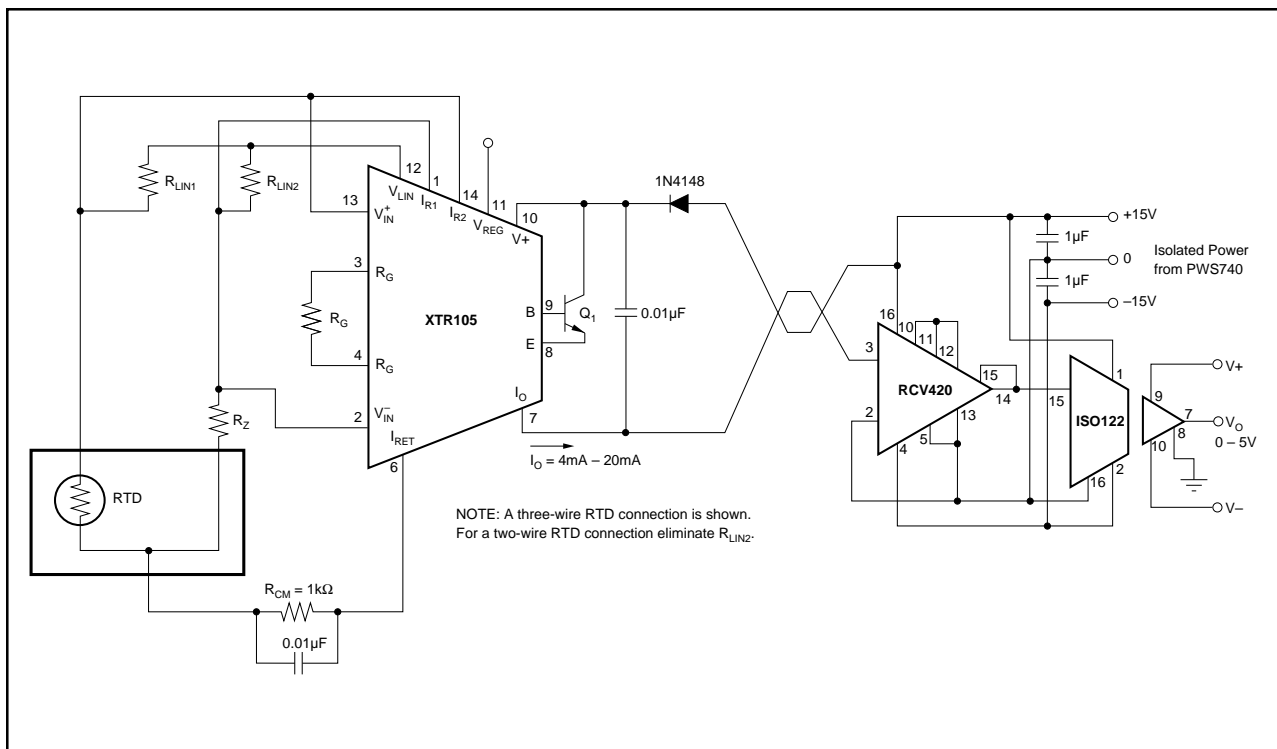 12
1
14
11
10
13
V_LIN
I_R1
I_R2
V_REG
V+
R_LIN1
R_LIN2
V_IN^+
3
R_G
R_G
4
R_G
XTR105
B
9
E
8
Q_1
I_O
7
2
V_IN^–
I_RET
6
R_Z
RTD
R_CM = 1kΩ
0.01µF
1N4148
0.01µF
I_O = 4mA – 20mA
NOTE: A three-wire RTD connection is shown.
For a two-wire RTD connection eliminate R_LIN2.
16
10
11
12
3
RCV420
15
14
2
13
5
4
+15V
1µF
0
1µF
–15V
Isolated Power
from PWS740
1
15
ISO122
2
16
9
7
8
10
V+
V_O
0 – 5V
V–